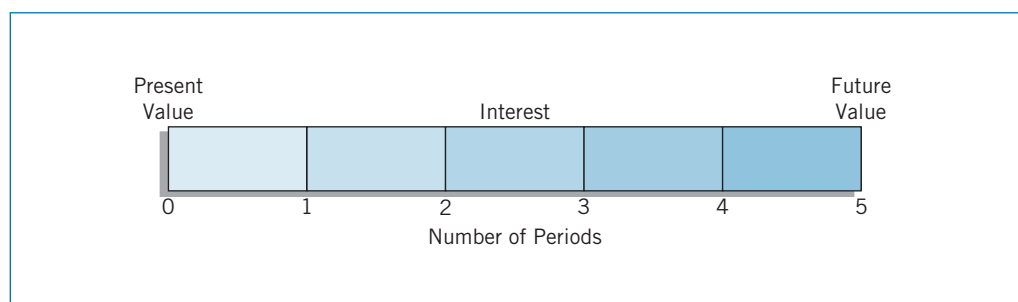 Present
Value
Interest
Future
Value
0 1 2 3 4 5
Number of Periods